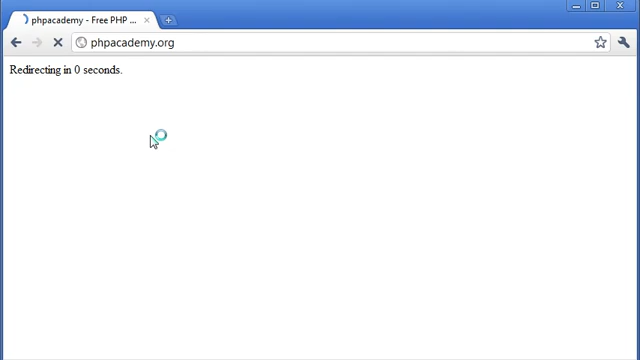 phpacademy - Free PHP ...
phpacademy.org
Redirecting in 0 seconds.